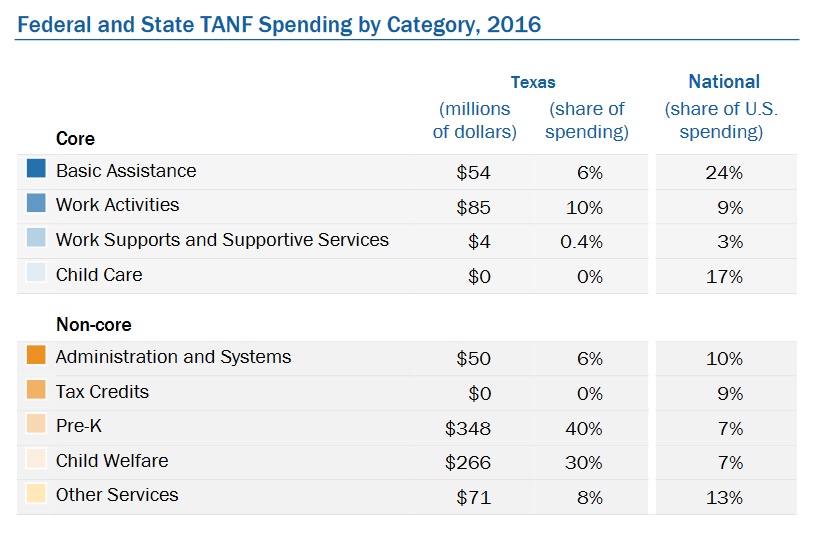 Federal and State TANF Spending by Category, 2016
Texas National
(millions (share of (share of U.S.
of dollars) spending) spending)
Core
Basic Assistance $54 6% 24%
Work Activities $85 10% 9%
Work Supports and Supportive Services $4 0.4% 3%
Child Care $0 0% 17%
Non-core
Administration and Systems $50 6% 10%
Tax Credits $0 0% 9%
Pre-K $348 40% 7%
Child Welfare $266 30% 7%
Other Services $71 8% 13%